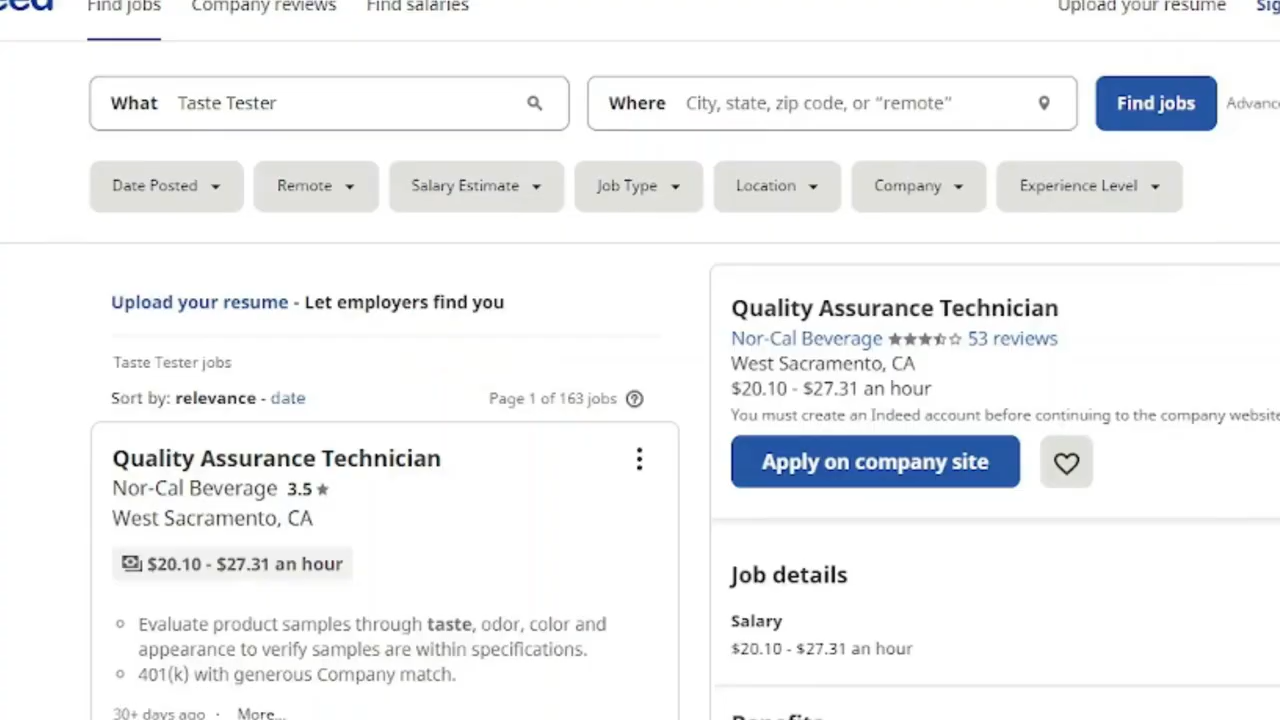 Find jobs Company reviews Find salaries Upload your resume
What Taste Tester Where City, state, zip code, or "remote" Find jobs
Date Posted Remote Salary Estimate Job Type Location Company Experience Level
Upload your resume - Let employers find you
Taste Tester jobs
Sort by: relevance - date Page 1 of 163 jobs
Quality Assurance Technician
Nor-Cal Beverage 3.5
West Sacramento, CA
$20.10 - $27.31 an hour
Evaluate product samples through taste, odor, color and
appearance to verify samples are within specifications.
401(k) with generous Company match.
30+ days ago · More...
Quality Assurance Technician
Nor-Cal Beverage 53 reviews
West Sacramento, CA
$20.10 - $27.31 an hour
You must create an Indeed account before continuing to the company website
Apply on company site
Job details
Salary
$20.10 - $27.31 an hour